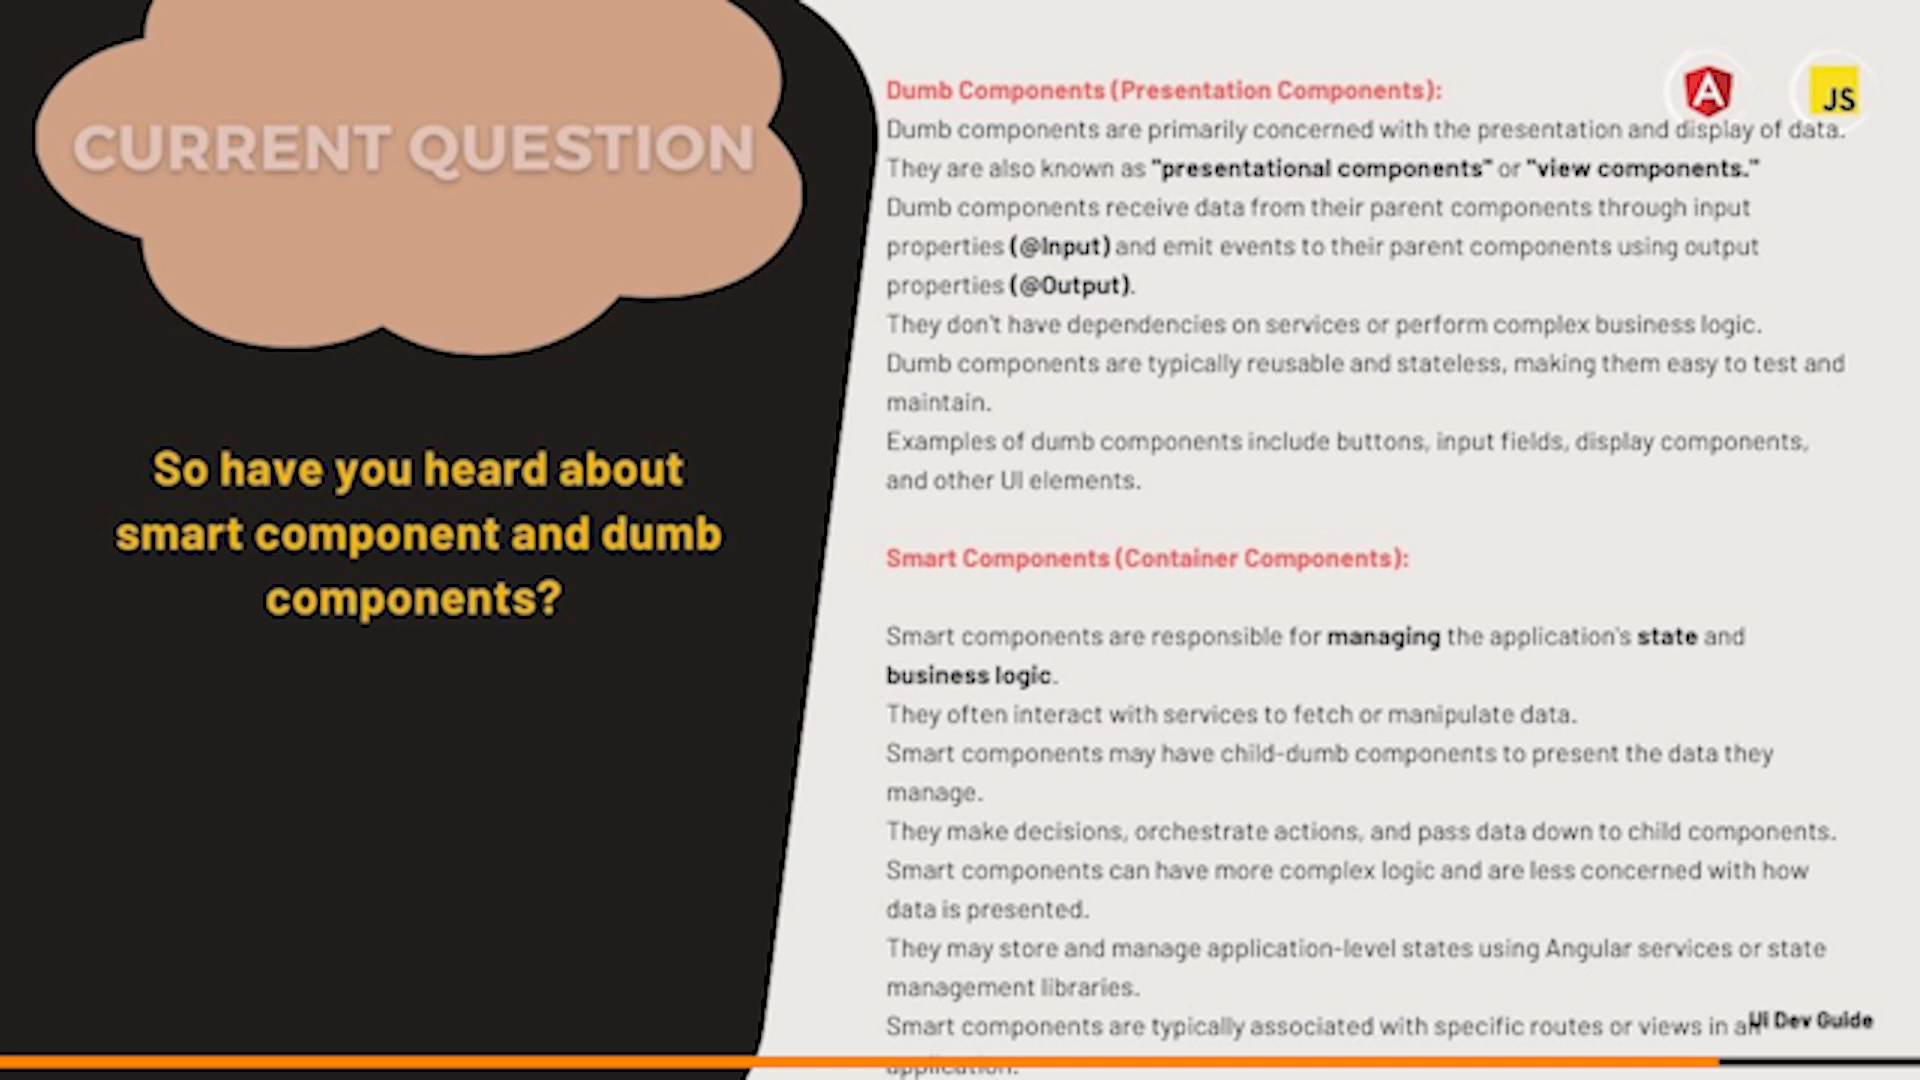 CURRENT QUESTION
So have you heard about
smart component and dumb
components?
JS
Dumb Components (Presentation Components):
Dumb components are primarily concerned with the presentation and display of data.
They are also known as "presentational components" or "view components."
Dumb components receive data from their parent components through input
properties (@Input) and emit events to their parent components using output
properties (@Output).
They don't have dependencies on services or perform complex business logic.
Dumb components are typically reusable and stateless, making them easy to test and
maintain.
Examples of dumb components include buttons, input fields, display components,
and other UI elements.
Smart Components (Container Components):
Smart components are responsible for managing the application's state and
business logic.
They often interact with services to fetch or manipulate data.
Smart components may have child-dumb components to present the data they
manage.
They make decisions, orchestrate actions, and pass data down to child components.
Smart components can have more complex logic and are less concerned with how
data is presented.
They may store and manage application-level states using Angular services or state
management libraries.
Smart components are typically associated with specific routes or views in an
application.
UI Dev Guide